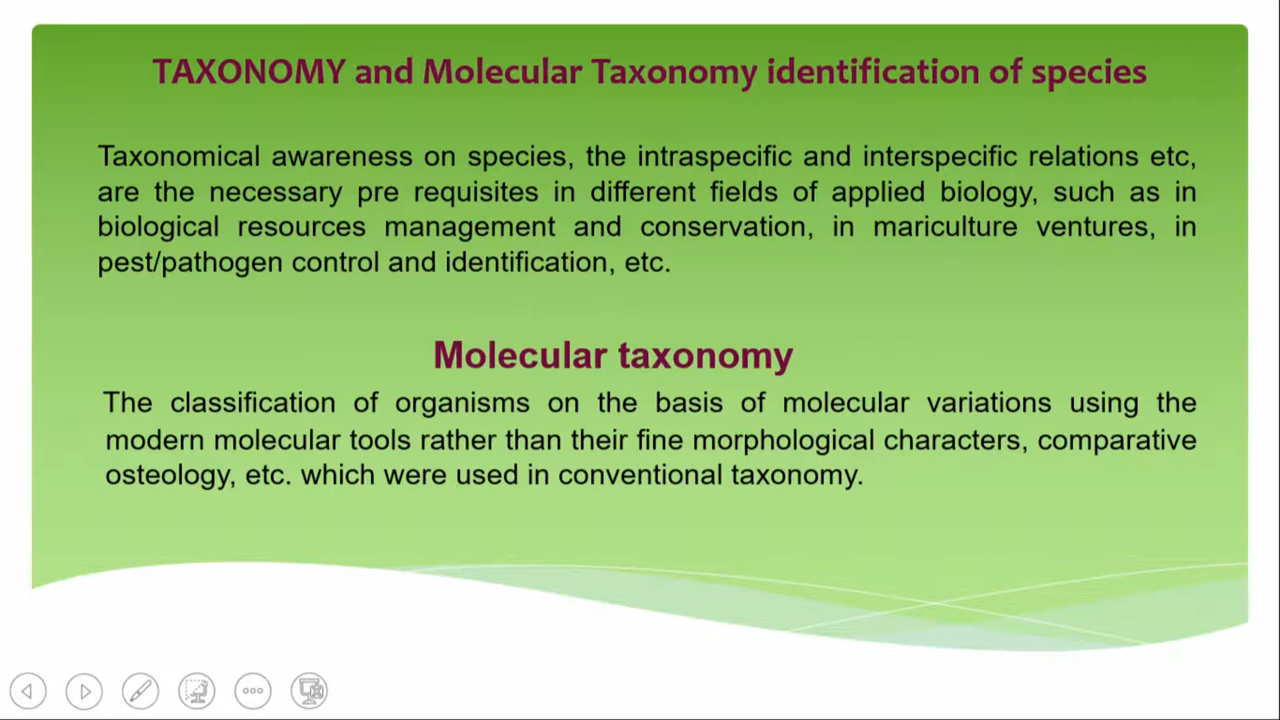 TAXONOMY and Molecular Taxonomy identification of species
Taxonomical awareness on species, the intraspecific and interspecific relations etc,
are the necessary pre requisites in different fields of applied biology, such as in
biological resources management and conservation, in mariculture ventures, in
pest/pathogen control and identification, etc.
Molecular taxonomy
The classification of organisms on the basis of molecular variations using the
modern molecular tools rather than their fine morphological characters, comparative
osteology, etc. which were used in conventional taxonomy.